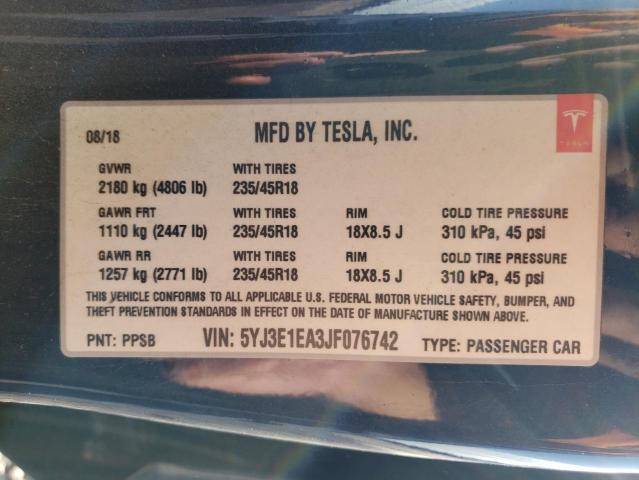 08/18 MFD BY TESLA, INC.
TESLA
GVWR WITH TIRES
2180 kg (4806 lb) 235/45R18
GAWR FRT WITH TIRES RIM COLD TIRE PRESSURE
1110 kg (2447 lb) 235/45R18 18X8.5 J 310 kPa, 45 psi
GAWR RR WITH TIRES RIM COLD TIRE PRESSURE
1257 kg (2771 lb) 235/45R18 18X8.5 J 310 kPa, 45 psi
THIS VEHICLE CONFORMS TO ALL APPLICABLE U.S. FEDERAL MOTOR VEHICLE SAFETY, BUMPER, AND
THEFT PREVENTION STANDARDS IN EFFECT ON THE DATE OF MANUFACTURE SHOWN ABOVE.
PNT: PPSB VIN: 5YJ3E1EA3JF076742 TYPE: PASSENGER CAR